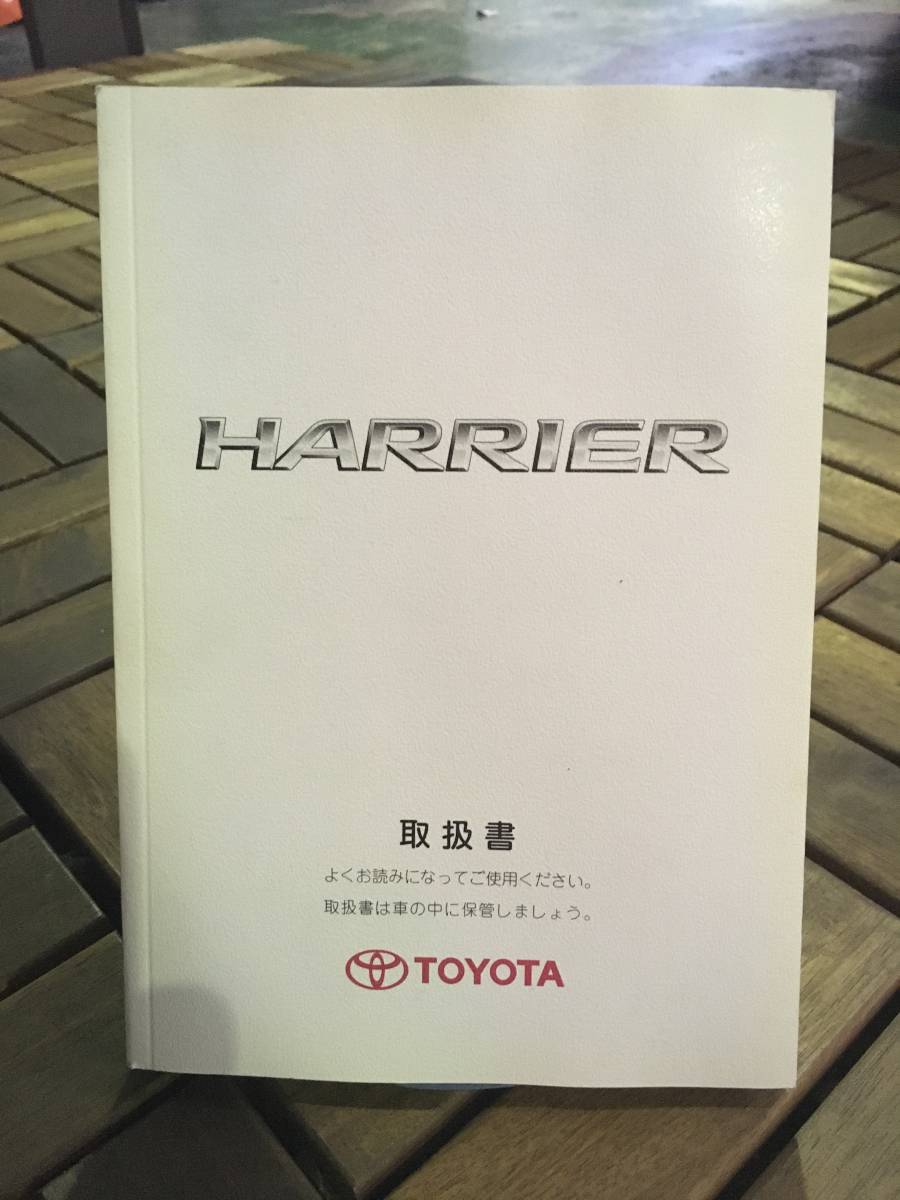 HARRIER
取扱書
よくお読みになってご使用ください。
取扱書は車の中に保管しましょう。
TOYOTA